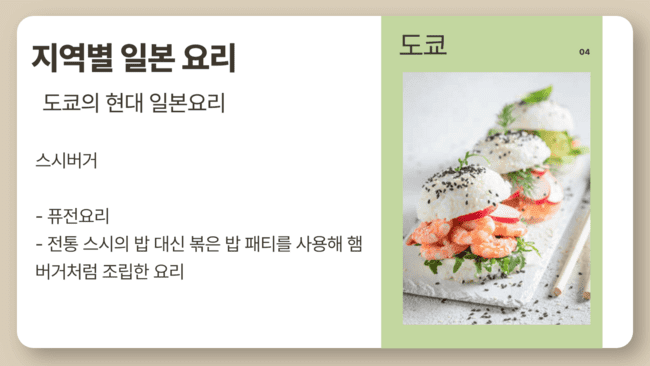 지역별 일본 요리
도쿄의 현대 일본요리
스시버거
- 퓨전요리
- 전통 스시의 밥 대신 볶은 밥 패티를 사용해 햄
버거처럼 조립한 요리
도쿄
04